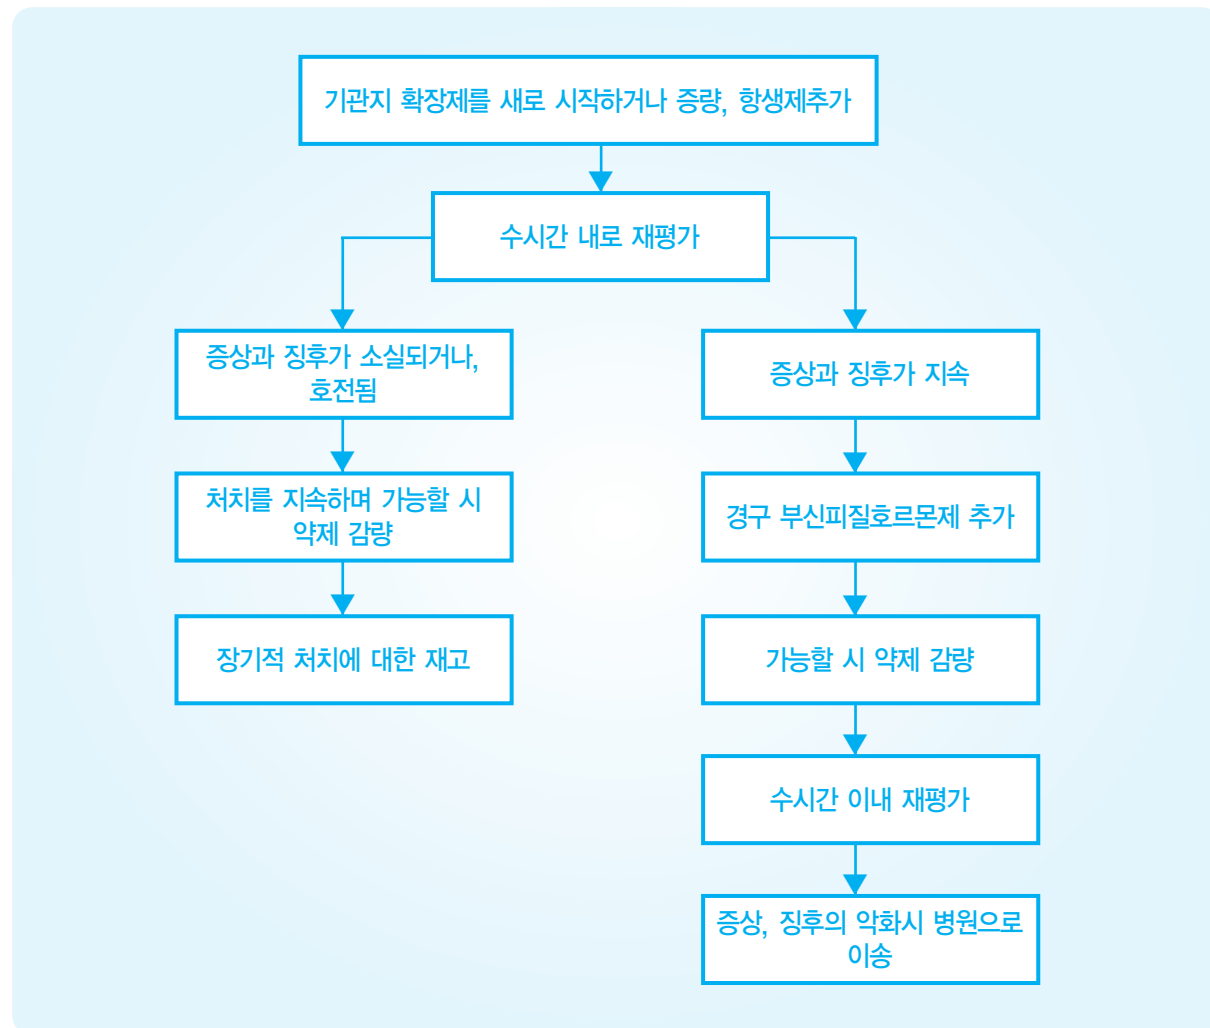 기관지 확장제를 새로 시작하거나 증량, 항생제추가
수시간 내로 재평가
증상과 징후가 소실되거나,
호전됨
처치를 지속하며 가능할 시
약제 감량
장기적 처치에 대한 재고
증상과 징후가 지속
경구 부신피질호르몬제 추가
가능할 시 약제 감량
수시간 이내 재평가
증상, 징후의 악화시 병원으로
이송